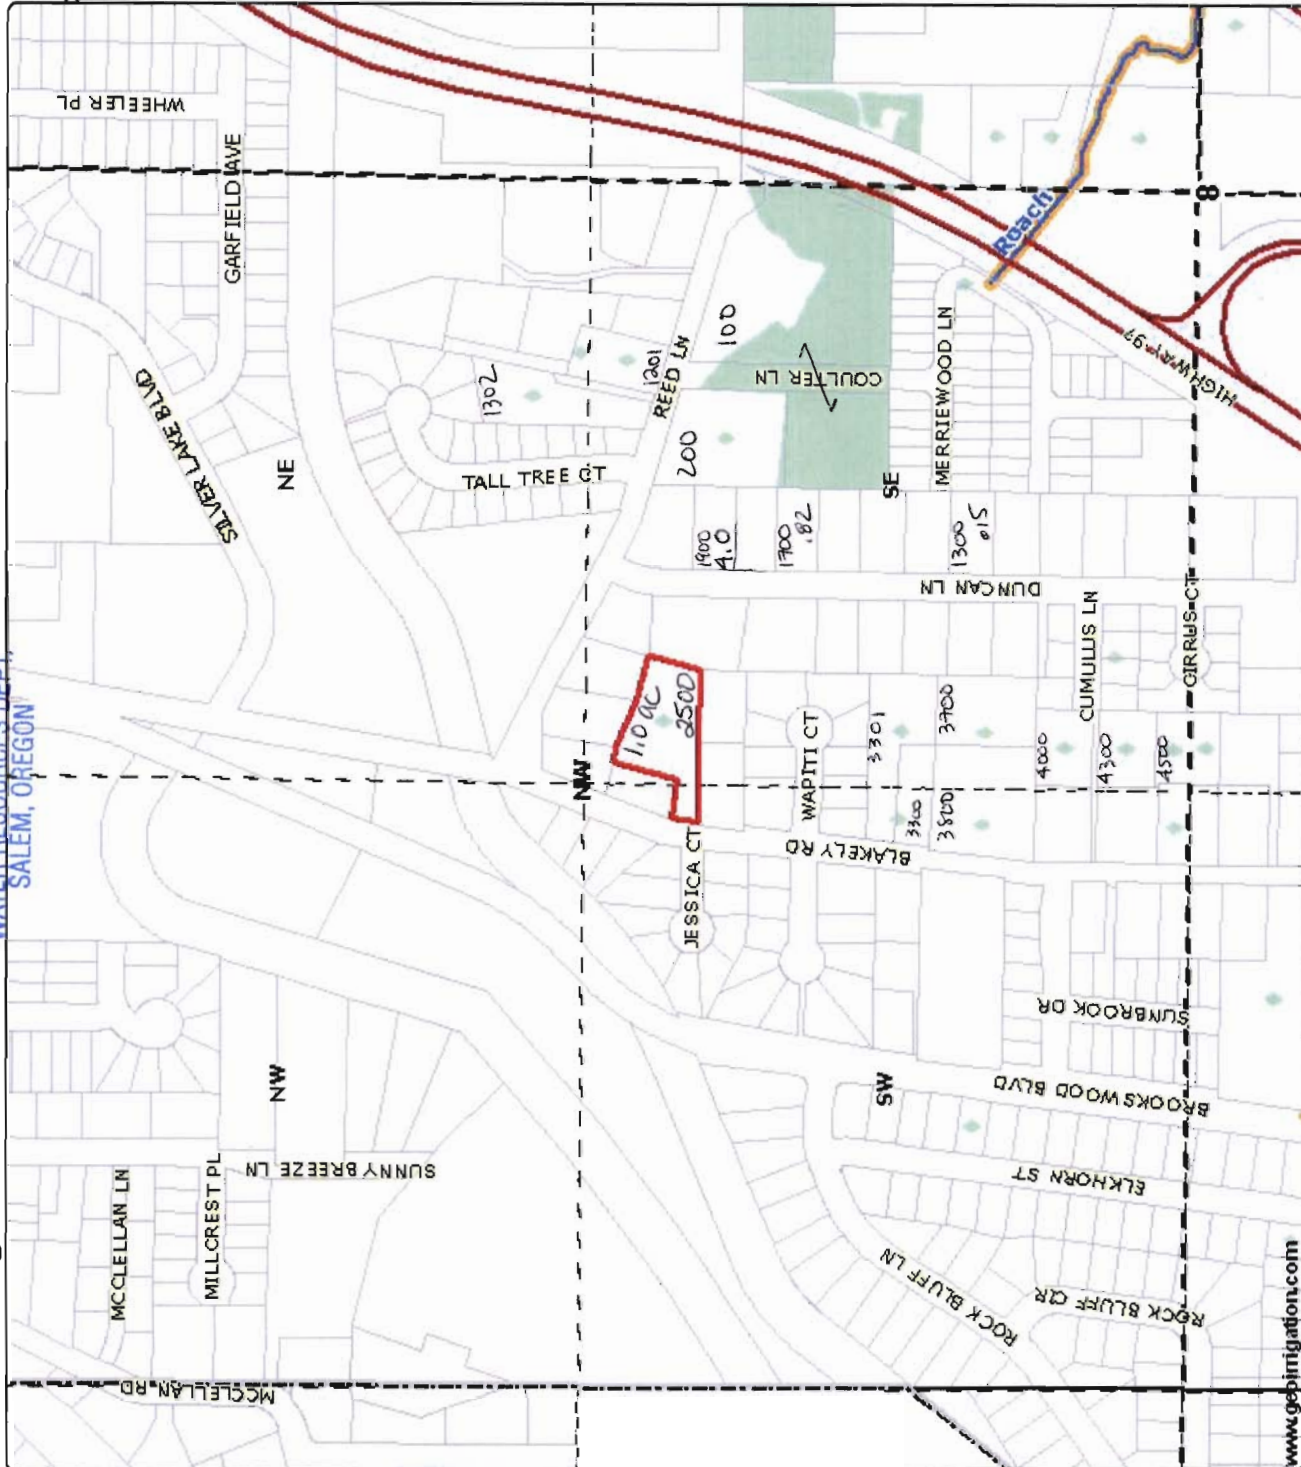 SALEM, OREGON
WHEELER PL
GARFIELD AVE
SILVER LAKE BLVD
NE
1302
1201
REED LN
100
COULTER LN
Roach
8
MERRIEWOOD LN
HIGHWAY 97
TALL TREE CT
200
SE
1900
4.0
1700
.82
1300
015
DUNCAN LN
CUMULUS LN
CIRRUS CT
NW
1.0 ac
2500
JESSICA CT
WAPITI CT
BLAKELY RD
3301
3700
3300
3800
4000
4300
4500
NW
SW
SUNBROOK DR
BROOKSWOOD BLVD
ELKHORN ST
ROCK BLUFF LN
ROCK BLUFF CIR
SUNNY BREEZE LN
MCCLELLAN LN
MILLCREST PL
MCCLELLAN RD
www.geoirrigation.com